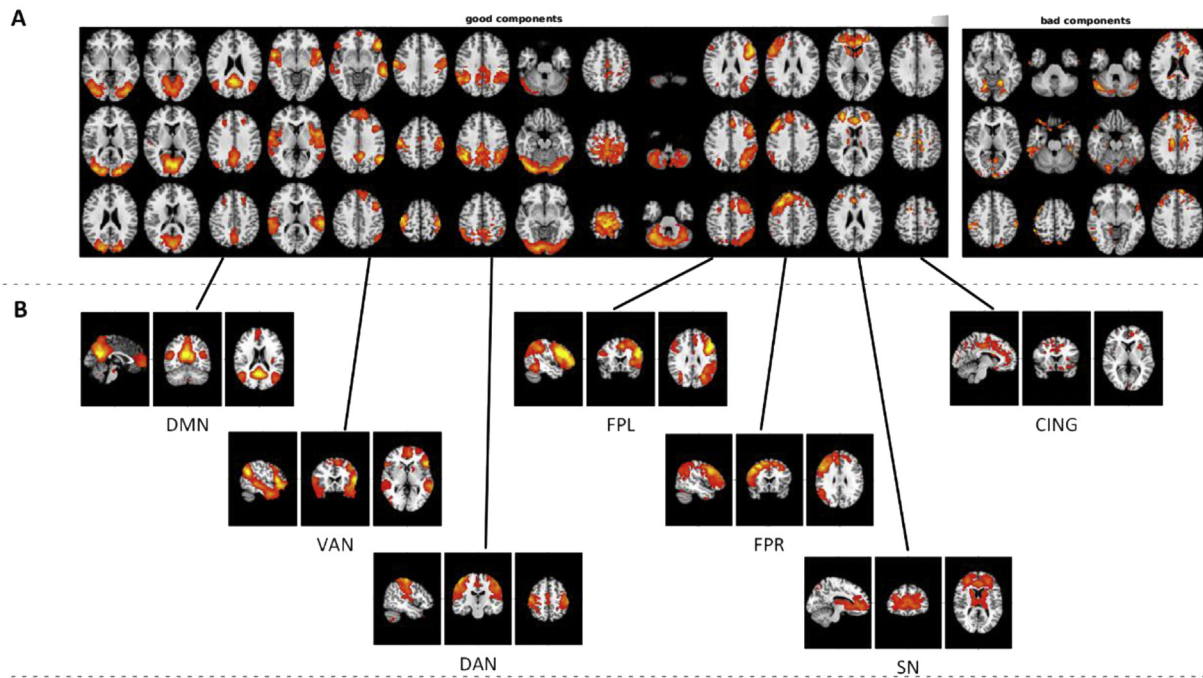 A
good components
bad components
B
DMN
FPL
CING
VAN
FPR
DAN
SN